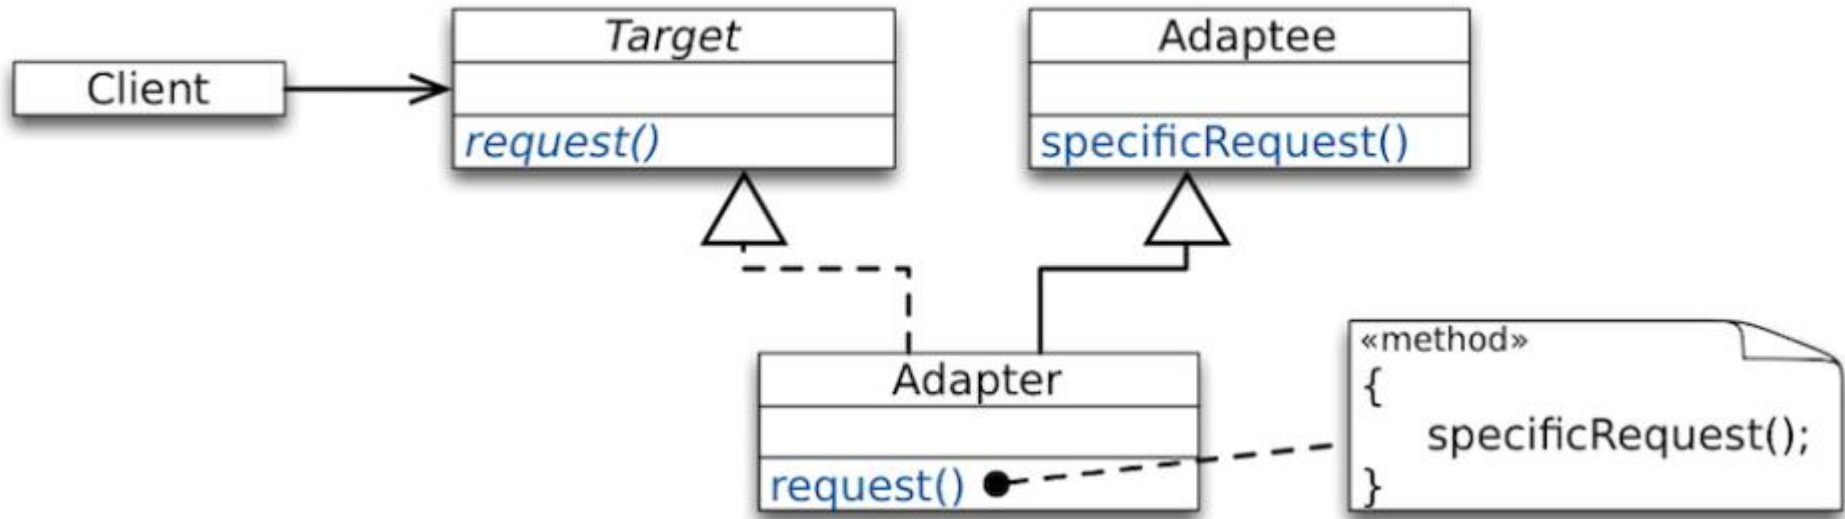 Client
Target
request()
Adaptee
specificRequest()
Adapter
request()
«method»
{
specificRequest();
}